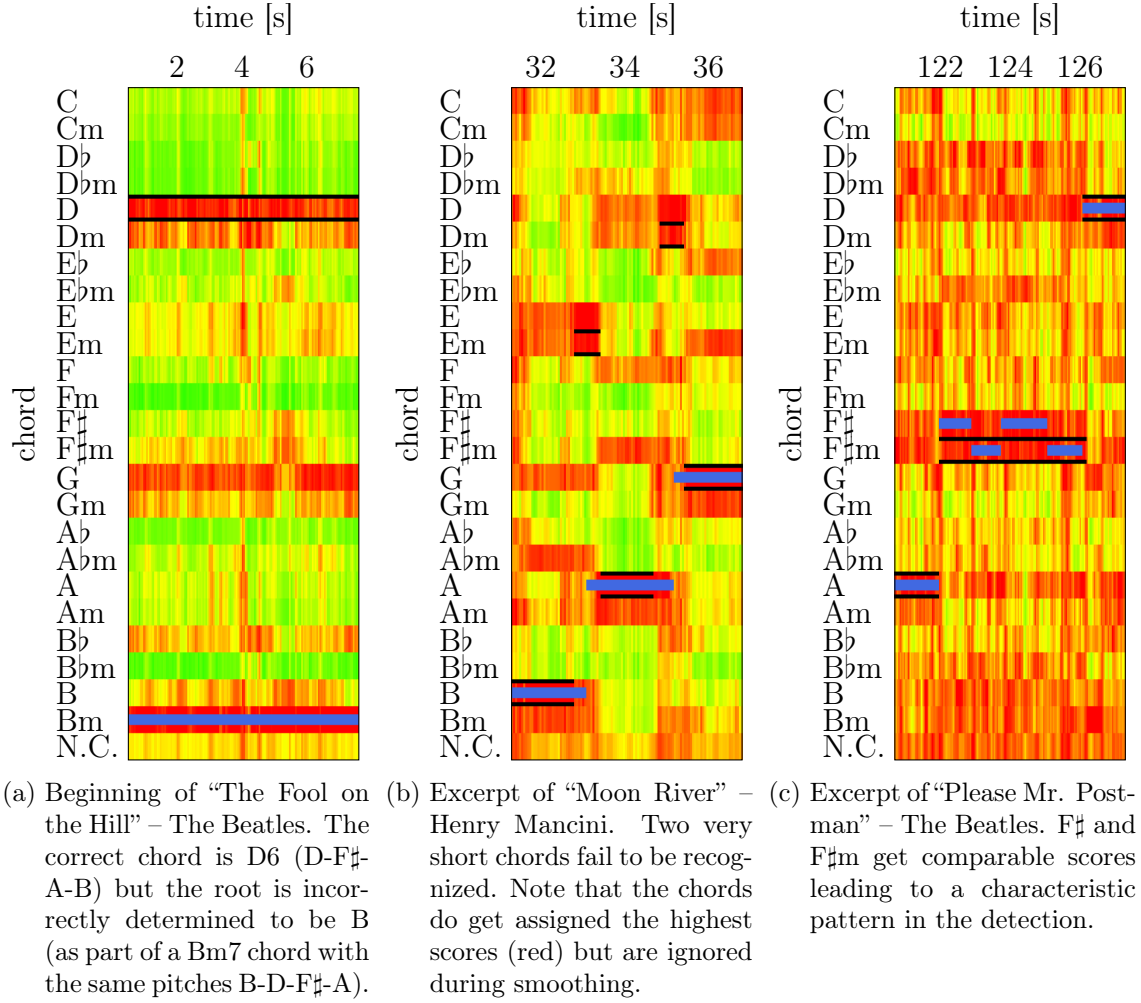 time [s]
2 4 6
chord
C
Cm
D♭
D♭m
D
Dm
E♭
E♭m
E
Em
F
Fm
F♯
F♯m
G
Gm
A♭
A♭m
A
Am
B♭
B♭m
B
Bm
N.C.
(a) Beginning of “The Fool on
the Hill” – The Beatles. The
correct chord is D6 (D-F♯-
A-B) but the root is incor-
rectly determined to be B
(as part of a Bm7 chord with
the same pitches B-D-F♯-A).
time [s]
32 34 36
chord
C
Cm
D♭
D♭m
D
Dm
E♭
E♭m
E
Em
F
Fm
F♯
F♯m
G
Gm
A♭
A♭m
A
Am
B♭
B♭m
B
Bm
N.C.
(b) Excerpt of “Moon River” –
Henry Mancini. Two very
short chords fail to be recog-
nized. Note that the chords
do get assigned the highest
scores (red) but are ignored
during smoothing.
time [s]
122 124 126
chord
C
Cm
D♭
D♭m
D
Dm
E♭
E♭m
E
Em
F
Fm
F♯
F♯m
G
Gm
A♭
A♭m
A
Am
B♭
B♭m
B
Bm
N.C.
(c) Excerpt of “Please Mr. Post-
man” – The Beatles. F♯ and
F♯m get comparable scores
leading to a characteristic
pattern in the detection.